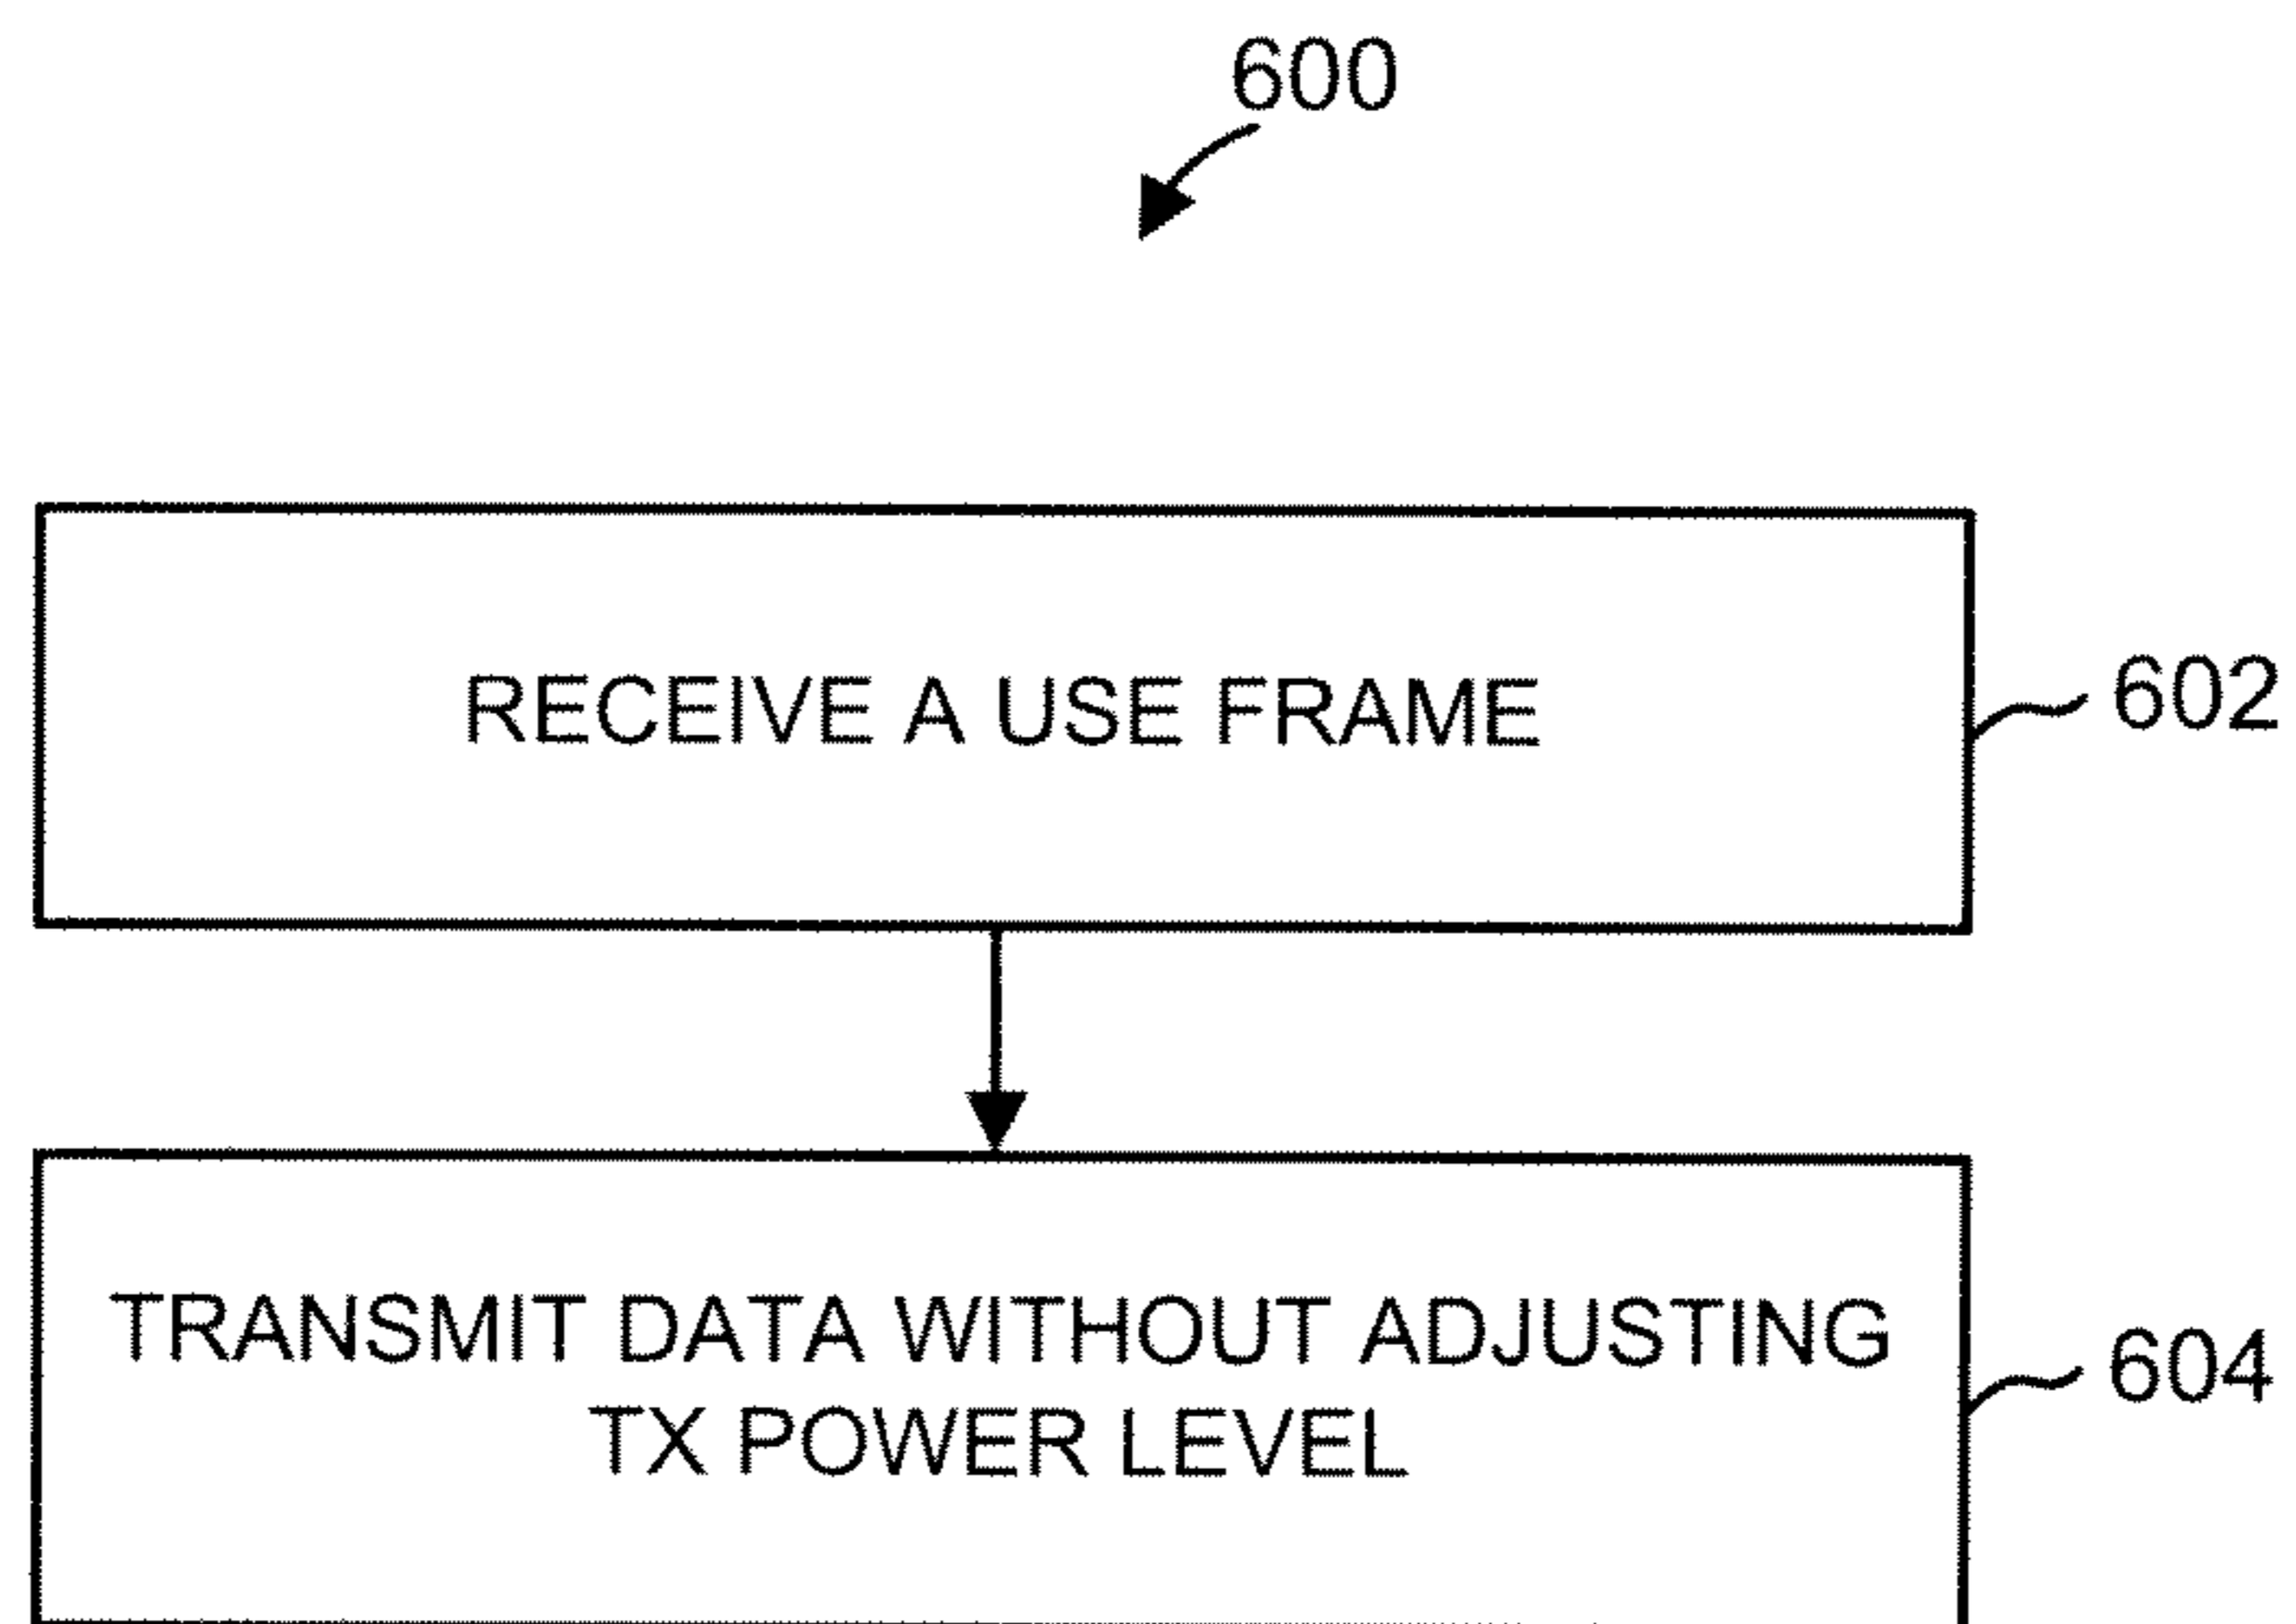 600
RECEIVE A USE FRAME
602
TRANSMIT DATA WITHOUT ADJUSTING
TX POWER LEVEL
604